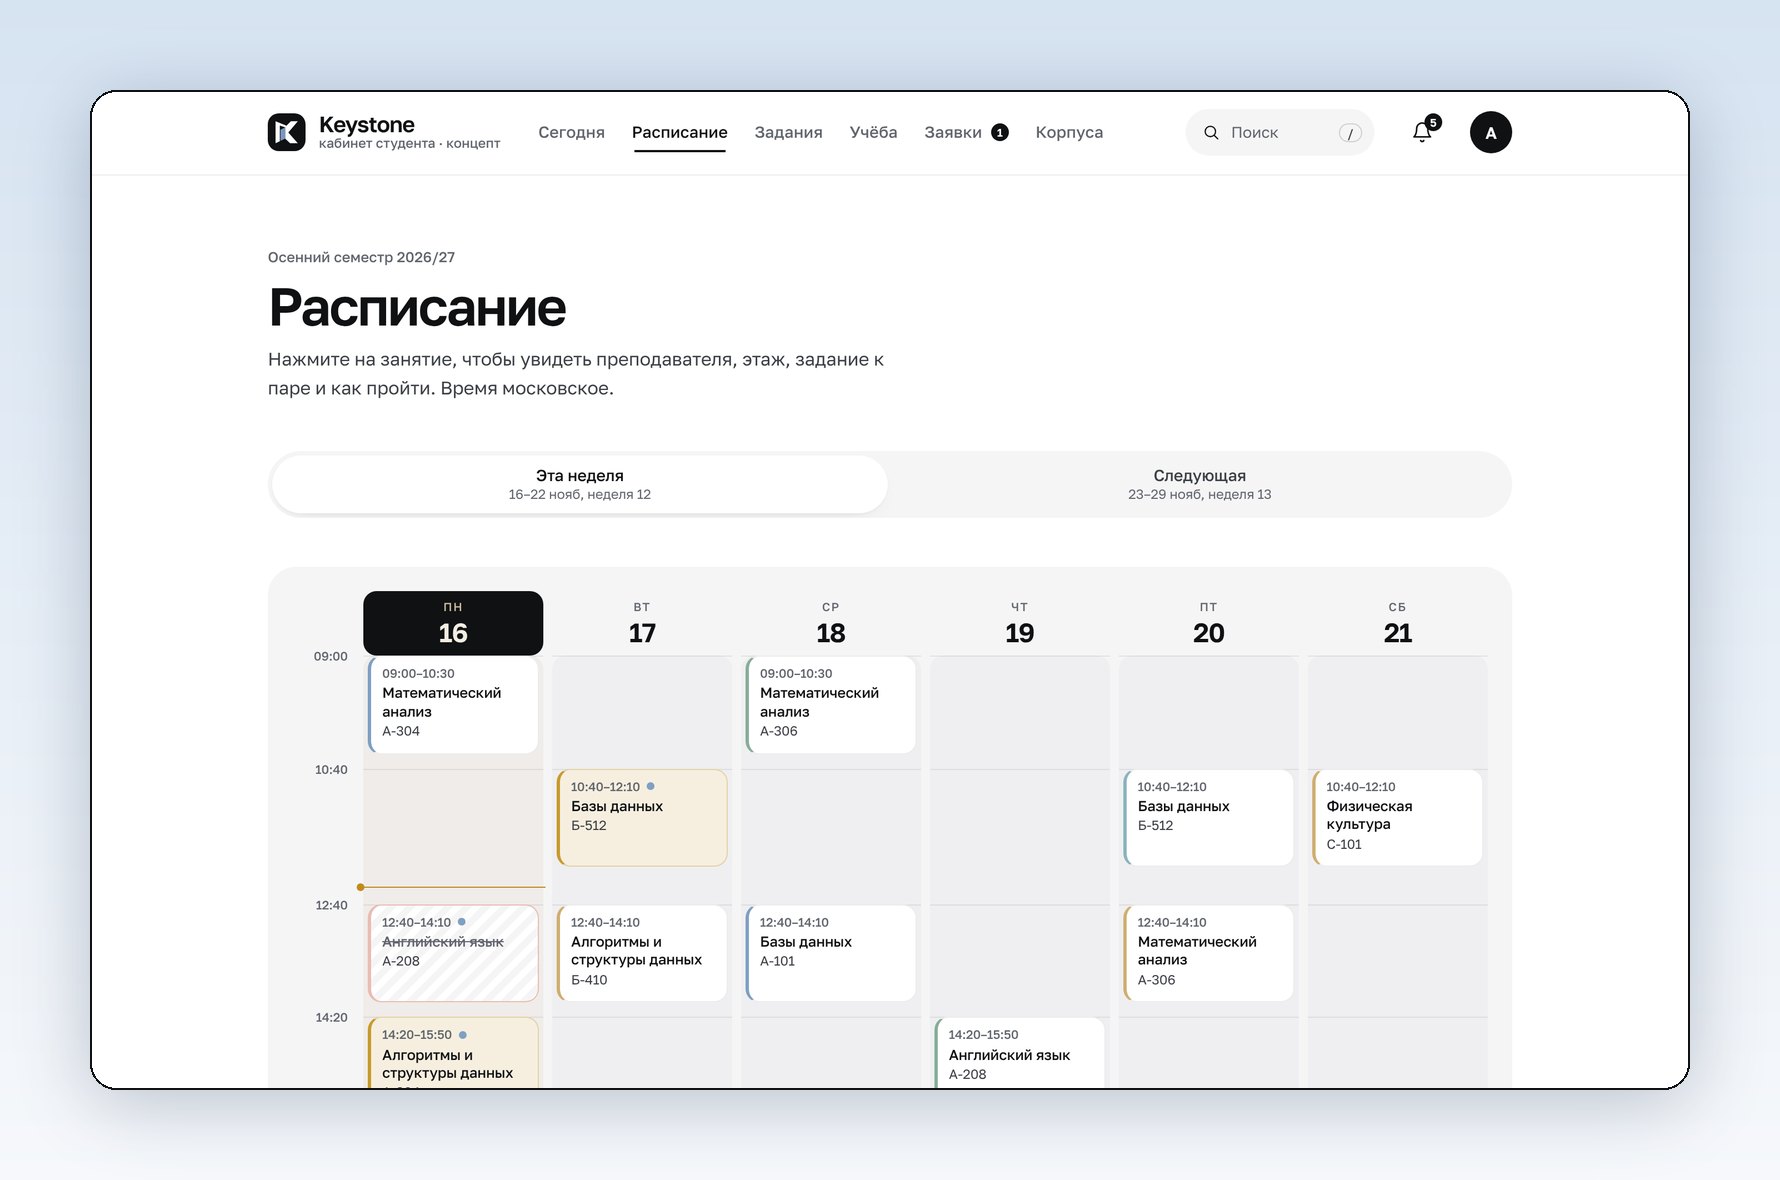 Keystone
кабинет студента · концепт
Сегодня
Расписание
Задания
Учёба
Заявки 1
Корпуса
Поиск /
5
А
Осенний семестр 2026/27
Расписание
Нажмите на занятие, чтобы увидеть преподавателя, этаж, задание к
паре и как пройти. Время московское.
Эта неделя
16–22 нояб, неделя 12
Следующая
23–29 нояб, неделя 13
ПН
16
ВТ
17
СР
18
ЧТ
19
ПТ
20
СБ
21
09:00
09:00–10:30
Математический
анализ
А-304
09:00–10:30
Математический
анализ
А-306
10:40
10:40–12:10
Базы данных
Б-512
10:40–12:10
Базы данных
Б-512
10:40–12:10
Физическая
культура
С-101
12:40
12:40–14:10
Английский язык
А-208
12:40–14:10
Алгоритмы и
структуры данных
Б-410
12:40–14:10
Базы данных
А-101
12:40–14:10
Математический
анализ
А-306
14:20
14:20–15:50
Алгоритмы и
структуры данных
14:20–15:50
Английский язык
А-208